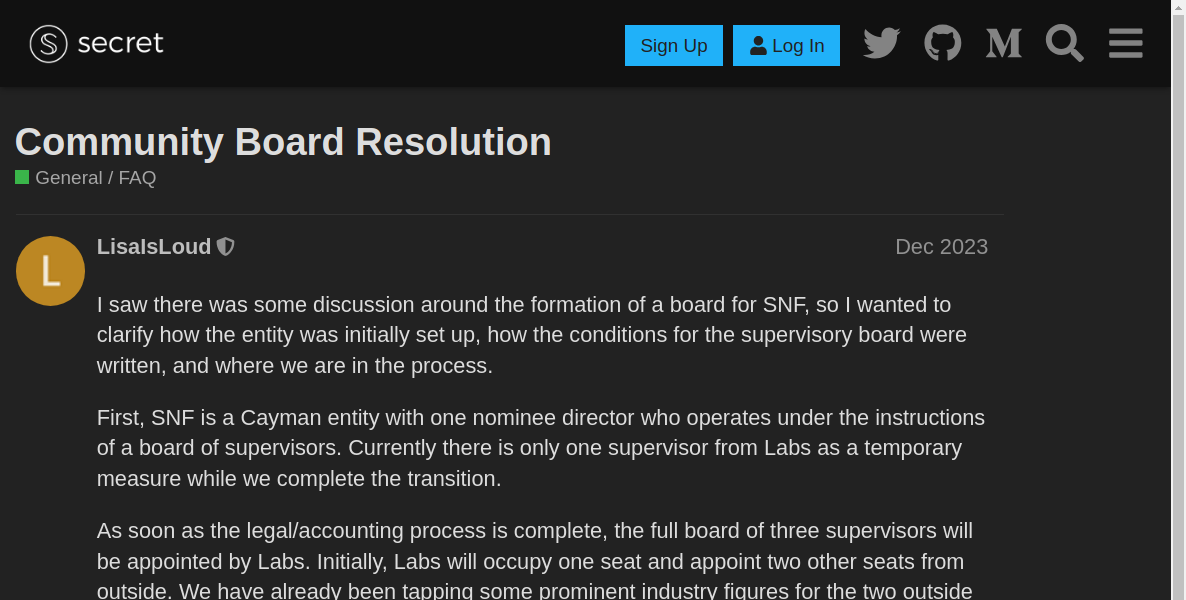 secret
Sign Up
Log In
Community Board Resolution
General / FAQ
L
LisaIsLoud
Dec 2023
I saw there was some discussion around the formation of a board for SNF, so I wanted to
clarify how the entity was initially set up, how the conditions for the supervisory board were
written, and where we are in the process.
First, SNF is a Cayman entity with one nominee director who operates under the instructions
of a board of supervisors. Currently there is only one supervisor from Labs as a temporary
measure while we complete the transition.
As soon as the legal/accounting process is complete, the full board of three supervisors will
be appointed by Labs. Initially, Labs will occupy one seat and appoint two other seats from
outside. We have already been tapping some prominent industry figures for the two outside